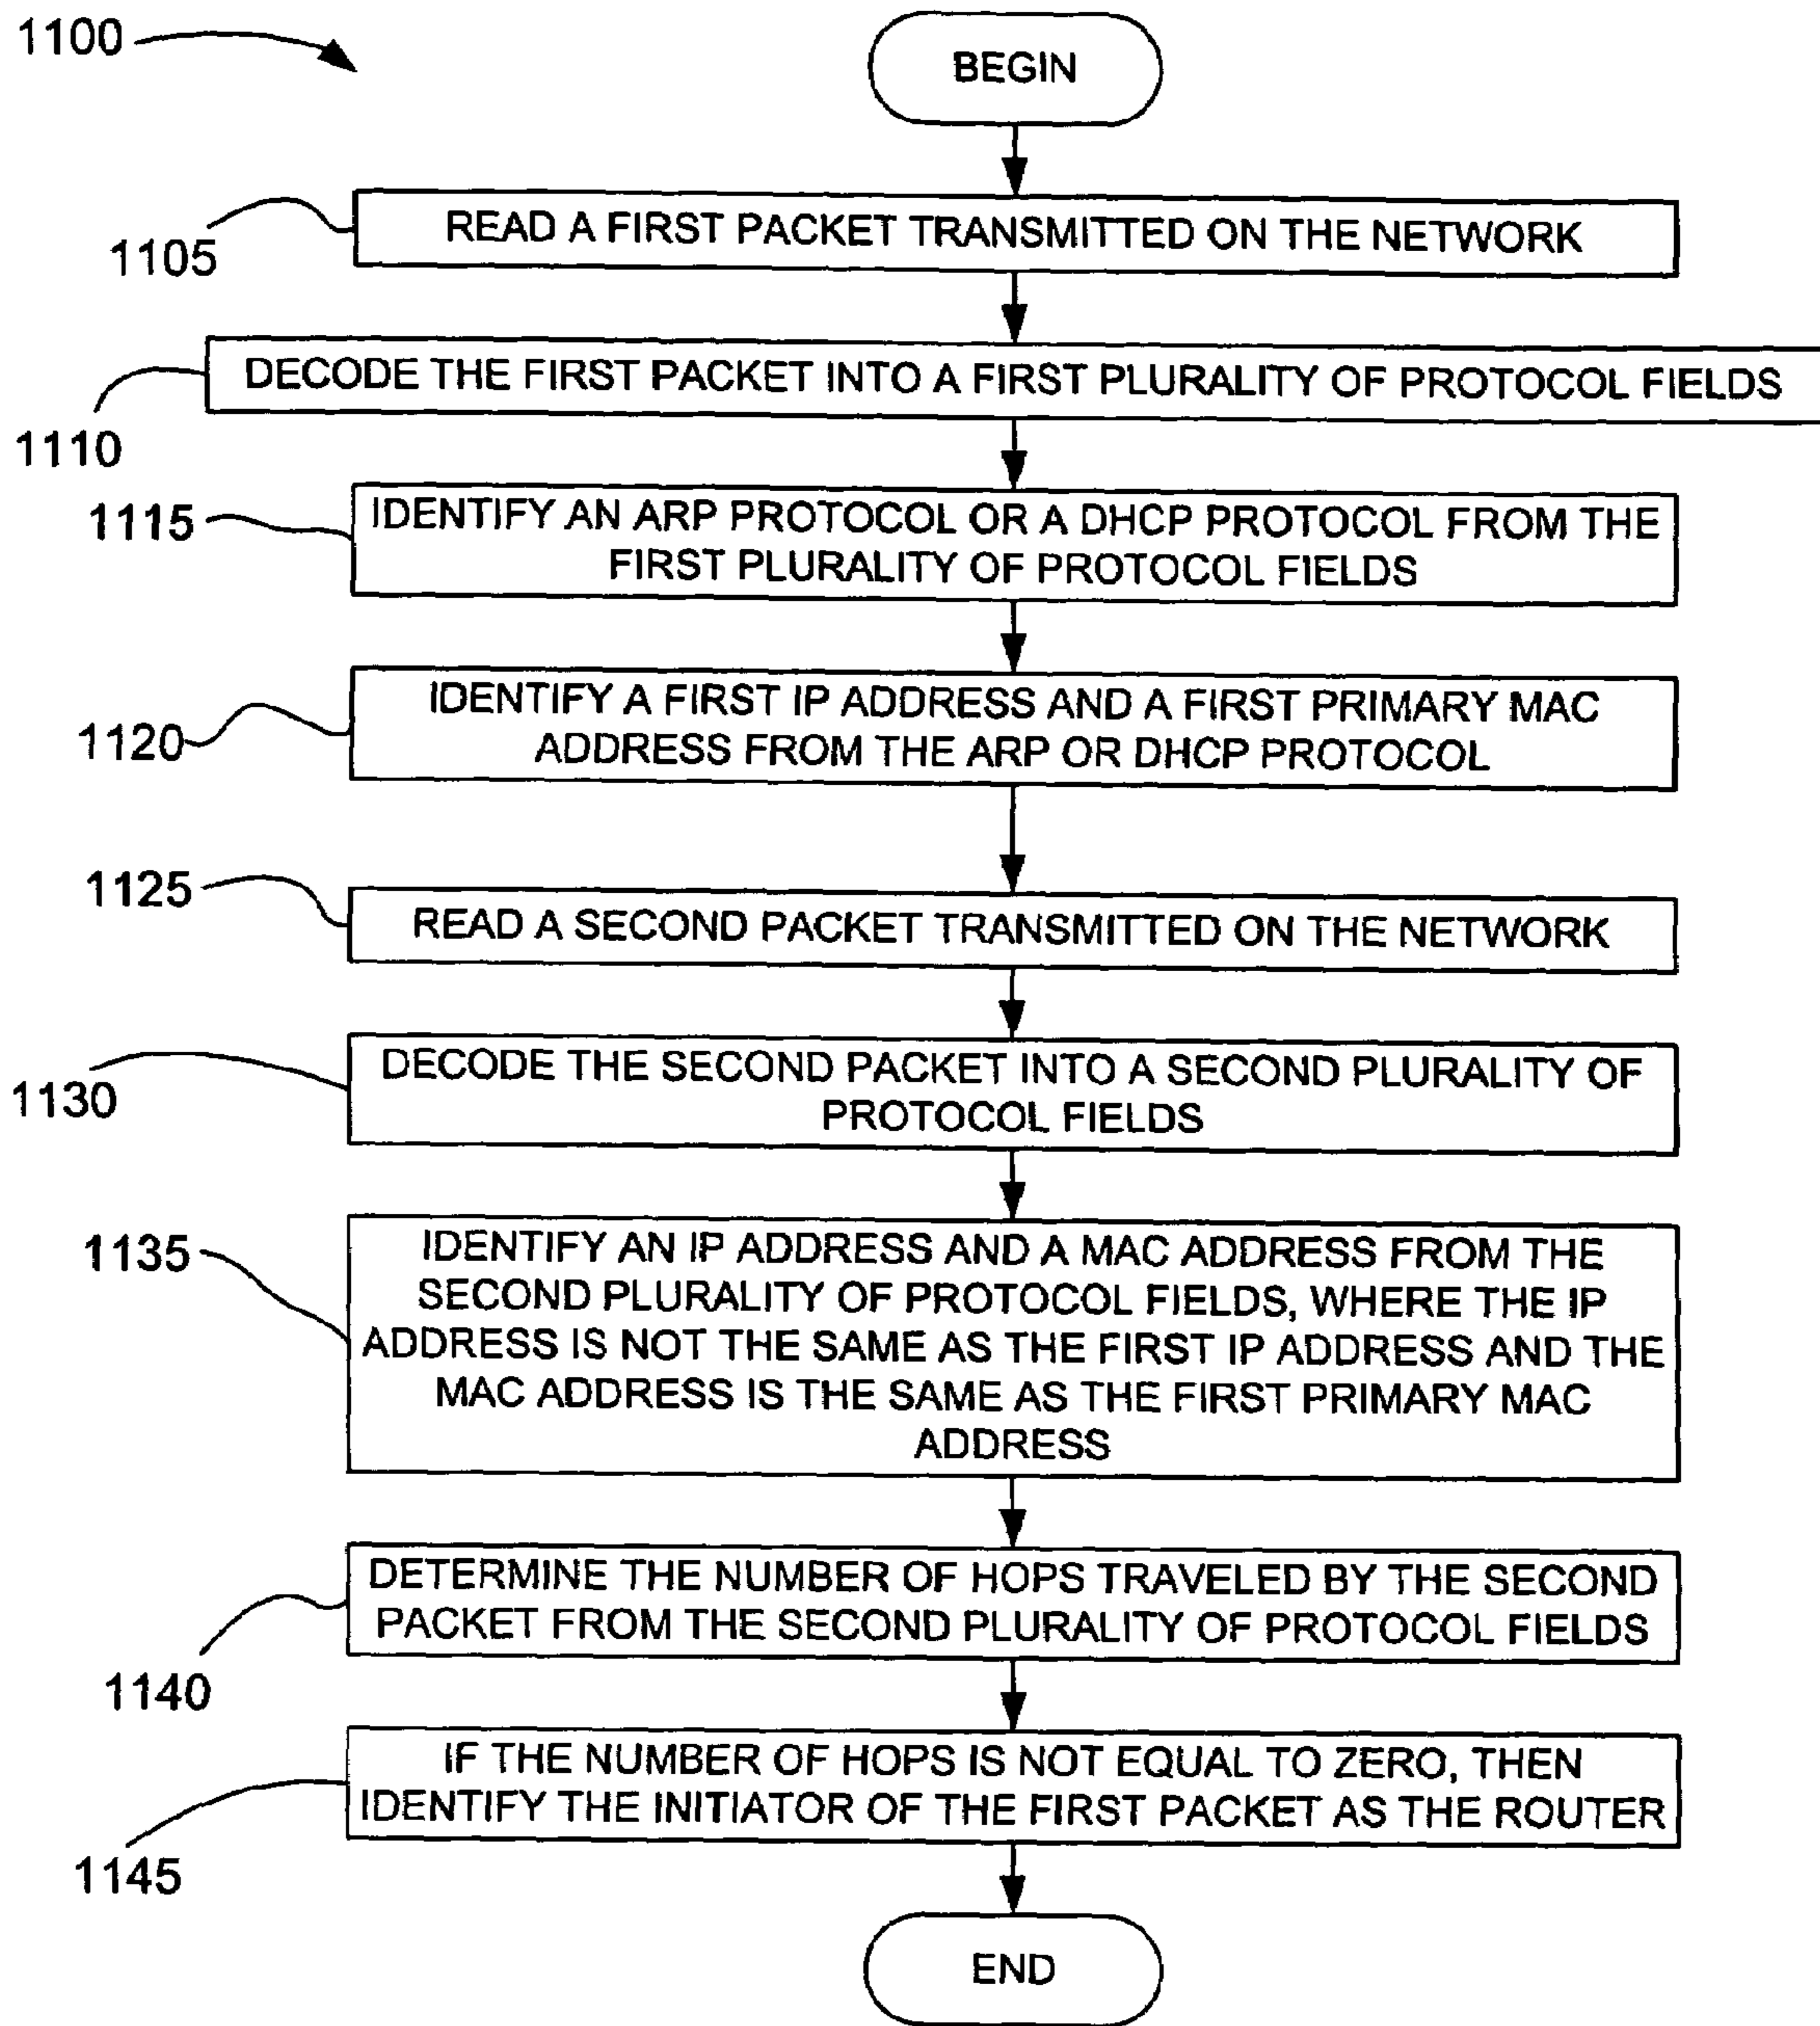 1100
BEGIN
1105
READ A FIRST PACKET TRANSMITTED ON THE NETWORK
1110
DECODE THE FIRST PACKET INTO A FIRST PLURALITY OF PROTOCOL FIELDS
1115
IDENTIFY AN ARP PROTOCOL OR A DHCP PROTOCOL FROM THE
FIRST PLURALITY OF PROTOCOL FIELDS
1120
IDENTIFY A FIRST IP ADDRESS AND A FIRST PRIMARY MAC
ADDRESS FROM THE ARP OR DHCP PROTOCOL
1125
READ A SECOND PACKET TRANSMITTED ON THE NETWORK
1130
DECODE THE SECOND PACKET INTO A SECOND PLURALITY OF
PROTOCOL FIELDS
1135
IDENTIFY AN IP ADDRESS AND A MAC ADDRESS FROM THE
SECOND PLURALITY OF PROTOCOL FIELDS, WHERE THE IP
ADDRESS IS NOT THE SAME AS THE FIRST IP ADDRESS AND THE
MAC ADDRESS IS THE SAME AS THE FIRST PRIMARY MAC
ADDRESS
1140
DETERMINE THE NUMBER OF HOPS TRAVELED BY THE SECOND
PACKET FROM THE SECOND PLURALITY OF PROTOCOL FIELDS
1145
IF THE NUMBER OF HOPS IS NOT EQUAL TO ZERO, THEN
IDENTIFY THE INITIATOR OF THE FIRST PACKET AS THE ROUTER
END